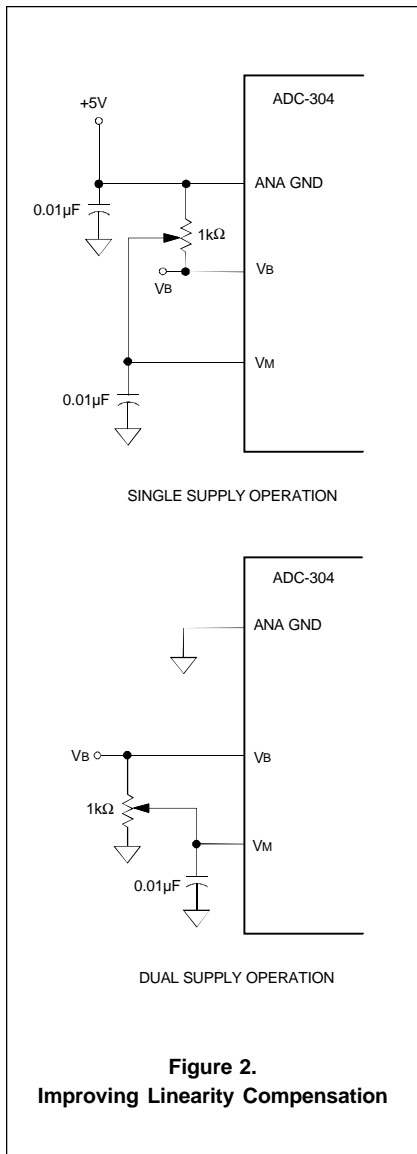 ADC-304
+5V
ANA GND
0.01µF
1kΩ
VB
VB
VM
0.01µF
SINGLE SUPPLY OPERATION
ADC-304
ANA GND
VB
VB
1kΩ
VM
0.01µF
DUAL SUPPLY OPERATION
Figure 2.
Improving Linearity Compensation